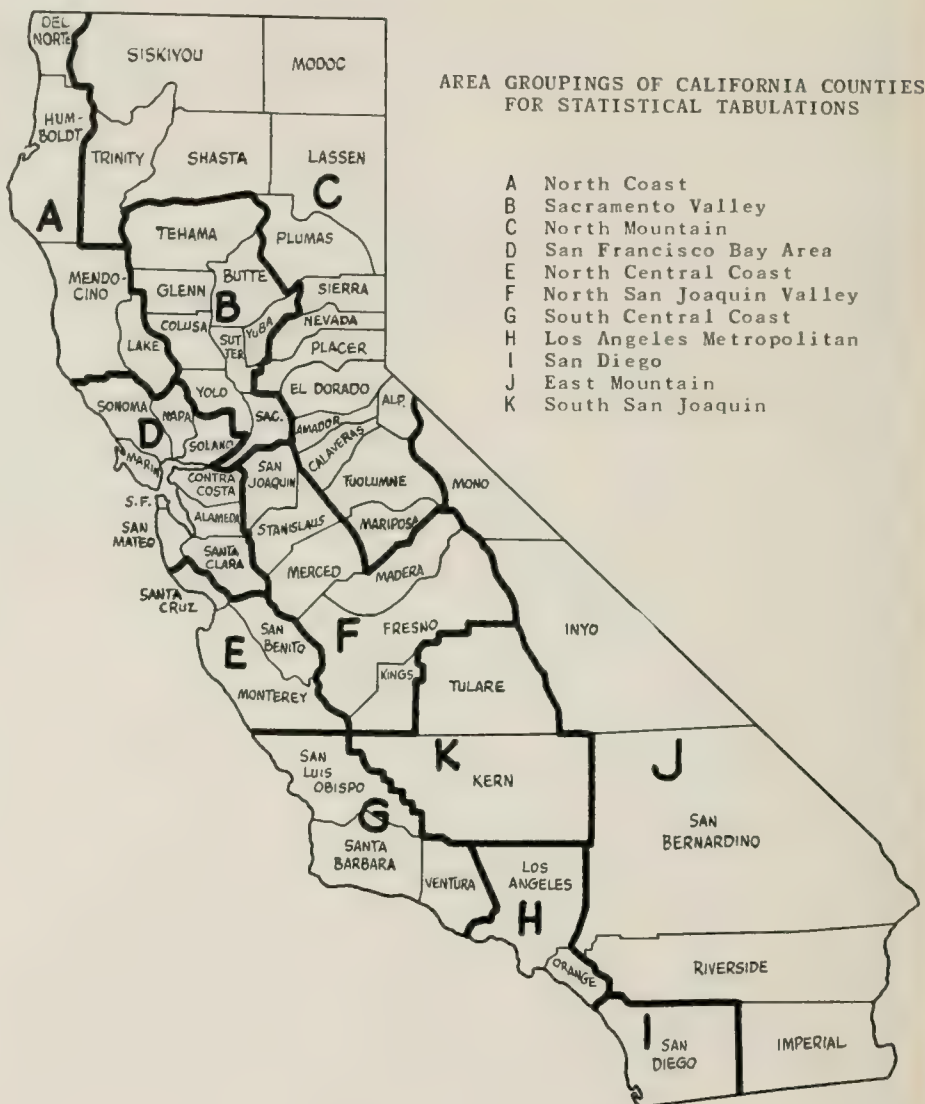 AREA GROUPINGS OF CALIFORNIA COUNTIES
FOR STATISTICAL TABULATIONS
A North Coast
B Sacramento Valley
C North Mountain
D San Francisco Bay Area
E North Central Coast
F North San Joaquin Valley
G South Central Coast
H Los Angeles Metropolitan
I San Diego
J East Mountain
K South San Joaquin
DEL
NORTE
SISKIYOU
MODOC
HUM-
BOLDT
TRINITY
SHASTA
LASSEN
A
C
TEHAMA
PLUMAS
MENDO-
CINO
GLENN
BUTTE
B
SIERRA
COLUSA
YUBA
NEVADA
LAKE
SUT
TER
PLACER
YOLO
EL DORADO
ALP.
SONOMA
NAPA
SAC.
AMADOR
D
SOLANO
CALAVERAS
MARIN
SAN
JOAQUIN
TUOLUMNE
MONO
CONTRA
COSTA
S.F.
ALAMEDA
STANISLAUS
MARIPOSA
SAN
MATEO
SANTA
CLARA
MERCED
MADERA
SANTA
CRUZ
SAN
BENITO
F
FRESNO
INYO
E
KINGS
TULARE
MONTEREY
K
J
SAN
LUIS
OBISPO
KERN
G
SAN
BERNARDINO
SANTA
BARBARA
VENTURA
LOS
ANGELES
H
ORANGE
RIVERSIDE
I
SAN
DIEGO
IMPERIAL